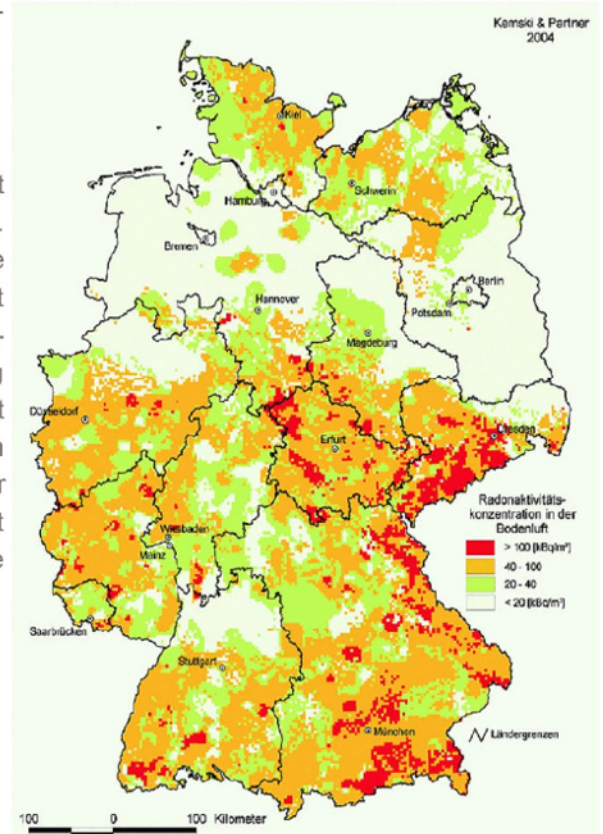 Kemski & Partner
2004
Kiel
Schwerin
Hamburg
Bremen
Berlin
Hannover
Potsdam
Magdeburg
Düsseldorf
Dresden
Erfurt
Radonaktivitäts-
konzentration in der
Bodenluft
> 100 [kBq/m³]
40 - 100
20 - 40
< 20 [kBq/m³]
Wiesbaden
Mainz
Saarbrücken
Stuttgart
München
Ländergrenzen
100 0 100 Kilometer